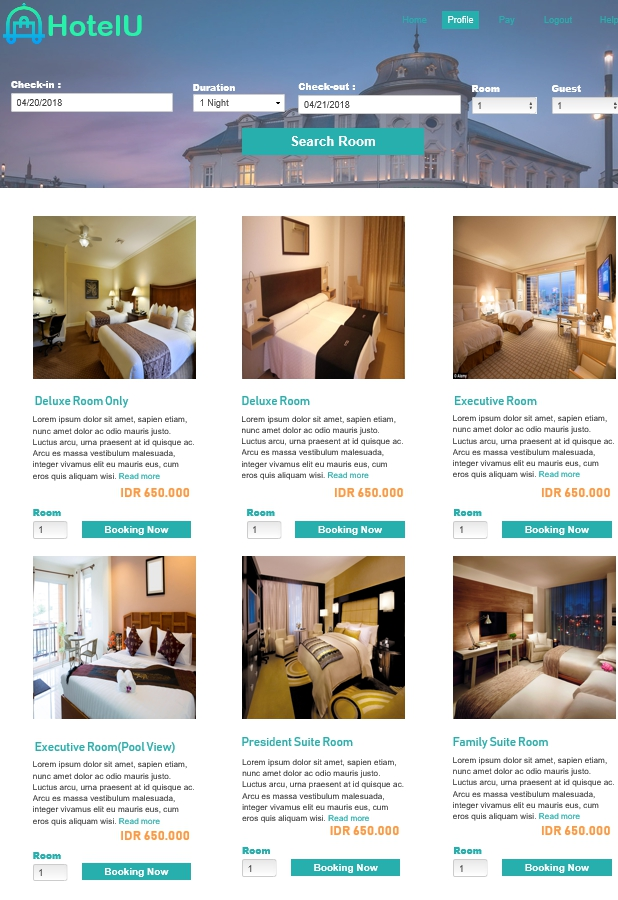 HotelU
Home Profile Pay Logout Help
Check-in : Duration Check-out : Room Guest
04/20/2018 1 Night 04/21/2018 1 1
Search Room
Deluxe Room Only
Lorem ipsum dolor sit amet, sapien etiam,
nunc amet dolor ac odio mauris justo.
Luctus arcu, urna praesent at id quisque ac.
Arcu es massa vestibulum malesuada,
integer vivamus elit eu mauris eus, cum
eros quis aliquam wisi. Read more
IDR 650.000
Room
1 Booking Now
Deluxe Room
Lorem ipsum dolor sit amet, sapien etiam,
nunc amet dolor ac odio mauris justo.
Luctus arcu, urna praesent at id quisque ac.
Arcu es massa vestibulum malesuada,
integer vivamus elit eu mauris eus, cum
eros quis aliquam wisi. Read more
IDR 650.000
Room
1 Booking Now
Executive Room
Lorem ipsum dolor sit amet, sapien etiam,
nunc amet dolor ac odio mauris justo.
Luctus arcu, urna praesent at id quisque ac.
Arcu es massa vestibulum malesuada,
integer vivamus elit eu mauris eus, cum
eros quis aliquam wisi. Read more
IDR 650.000
Room
1 Booking Now
Executive Room(Pool View)
Lorem ipsum dolor sit amet, sapien etiam,
nunc amet dolor ac odio mauris justo.
Luctus arcu, urna praesent at id quisque ac.
Arcu es massa vestibulum malesuada,
integer vivamus elit eu mauris eus, cum
eros quis aliquam wisi. Read more
IDR 650.000
Room
1 Booking Now
President Suite Room
Lorem ipsum dolor sit amet, sapien etiam,
nunc amet dolor ac odio mauris justo.
Luctus arcu, urna praesent at id quisque ac.
Arcu es massa vestibulum malesuada,
integer vivamus elit eu mauris eus, cum
eros quis aliquam wisi. Read more
IDR 650.000
Room
1 Booking Now
Family Suite Room
Lorem ipsum dolor sit amet, sapien etiam,
nunc amet dolor ac odio mauris justo.
Luctus arcu, urna praesent at id quisque ac.
Arcu es massa vestibulum malesuada,
integer vivamus elit eu mauris eus, cum
eros quis aliquam wisi. Read more
IDR 650.000
Room
1 Booking Now